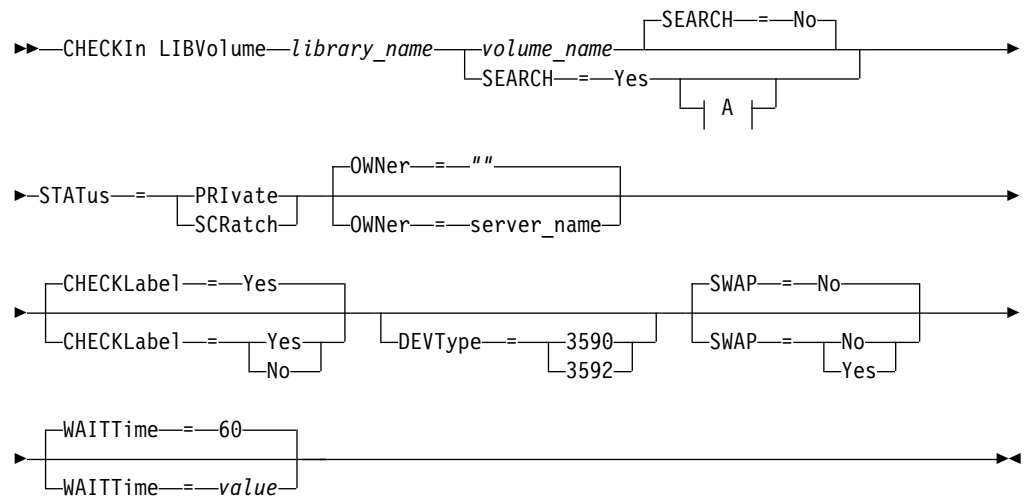 SEARCH = No
CHECKIn LIBVolume library_name volume_name
SEARCH = Yes
A
OWNer = ""
STATus = PRIvate
SCRatch OWNer = server_name
CHECKLabel = Yes SWAP = No
CHECKLabel = Yes DEVType = 3590 SWAP = No
No 3592 Yes
WAITTime = 60
WAITTime = value